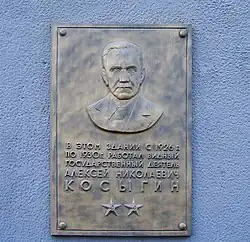 В ЭТОМ ЗДАНИИ С 1926 г.
ПО 1930 г. РАБОТАЛ ВИДНЫЙ
ГОСУДАРСТВЕННЫЙ ДЕЯТЕЛЬ
АЛЕКСЕЙ НИКОЛАЕВИЧ
КОСЫГИН